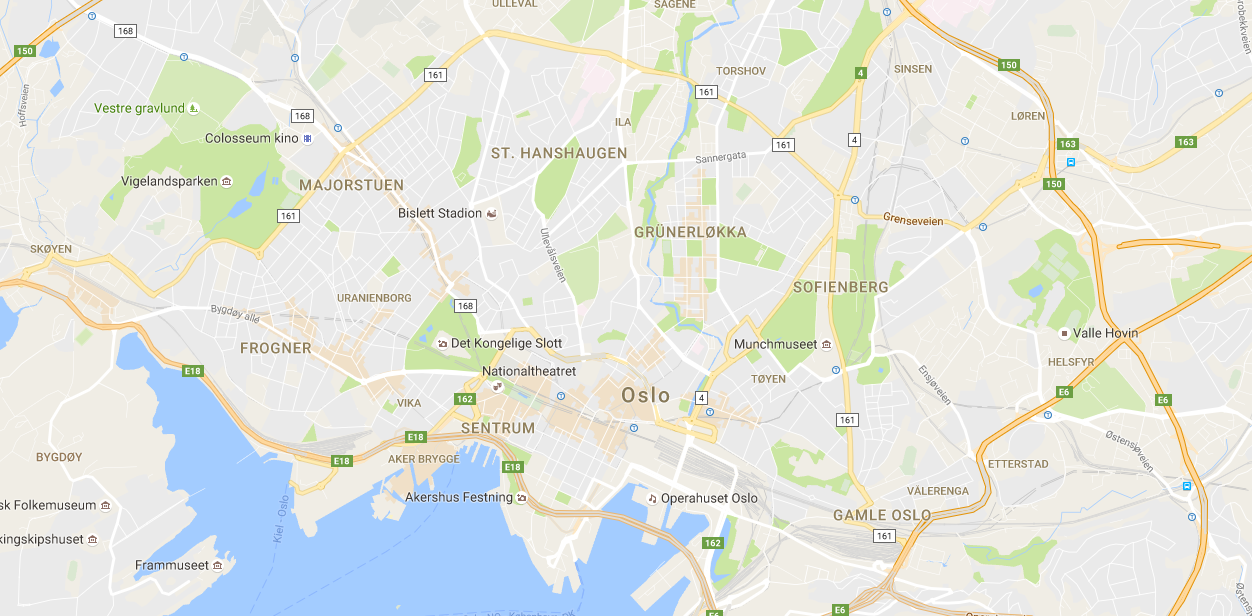 ULLEVÅL
SAGENE
168
150
161
4
150
SINSEN
TORSHOV
Hoffsveien
Vestre gravlund
168
161
LØREN
ILA
Colosseum kino
4
161
163
163
ST. HANSHAUGEN
Sannergata
Vigelandsparken
MAJORSTUEN
150
161
Bislett Stadion
Grenseveien
GRÜNERLØKKA
SKØYEN
Ullevålsveien
SOFIENBERG
URANIENBORG
168
Bygdøy allé
Valle Hovin
FROGNER
Det Kongelige Slott
Munchmuseet
HELSFYR
E18
Nationaltheatret
TØYEN
Ensjøveien
Oslo
E6
E6
VIKA
162
4
161
SENTRUM
E18
Østensjøveien
BYGDØY
E18
AKER BRYGGE
E18
ETTERSTAD
Kiel - Oslo
Akershus Festning
Operahuset Oslo
VÅLERENGA
sk Folkemuseum
GAMLE OSLO
kingskipshuset
162
161
Frammuseet
E6
E6